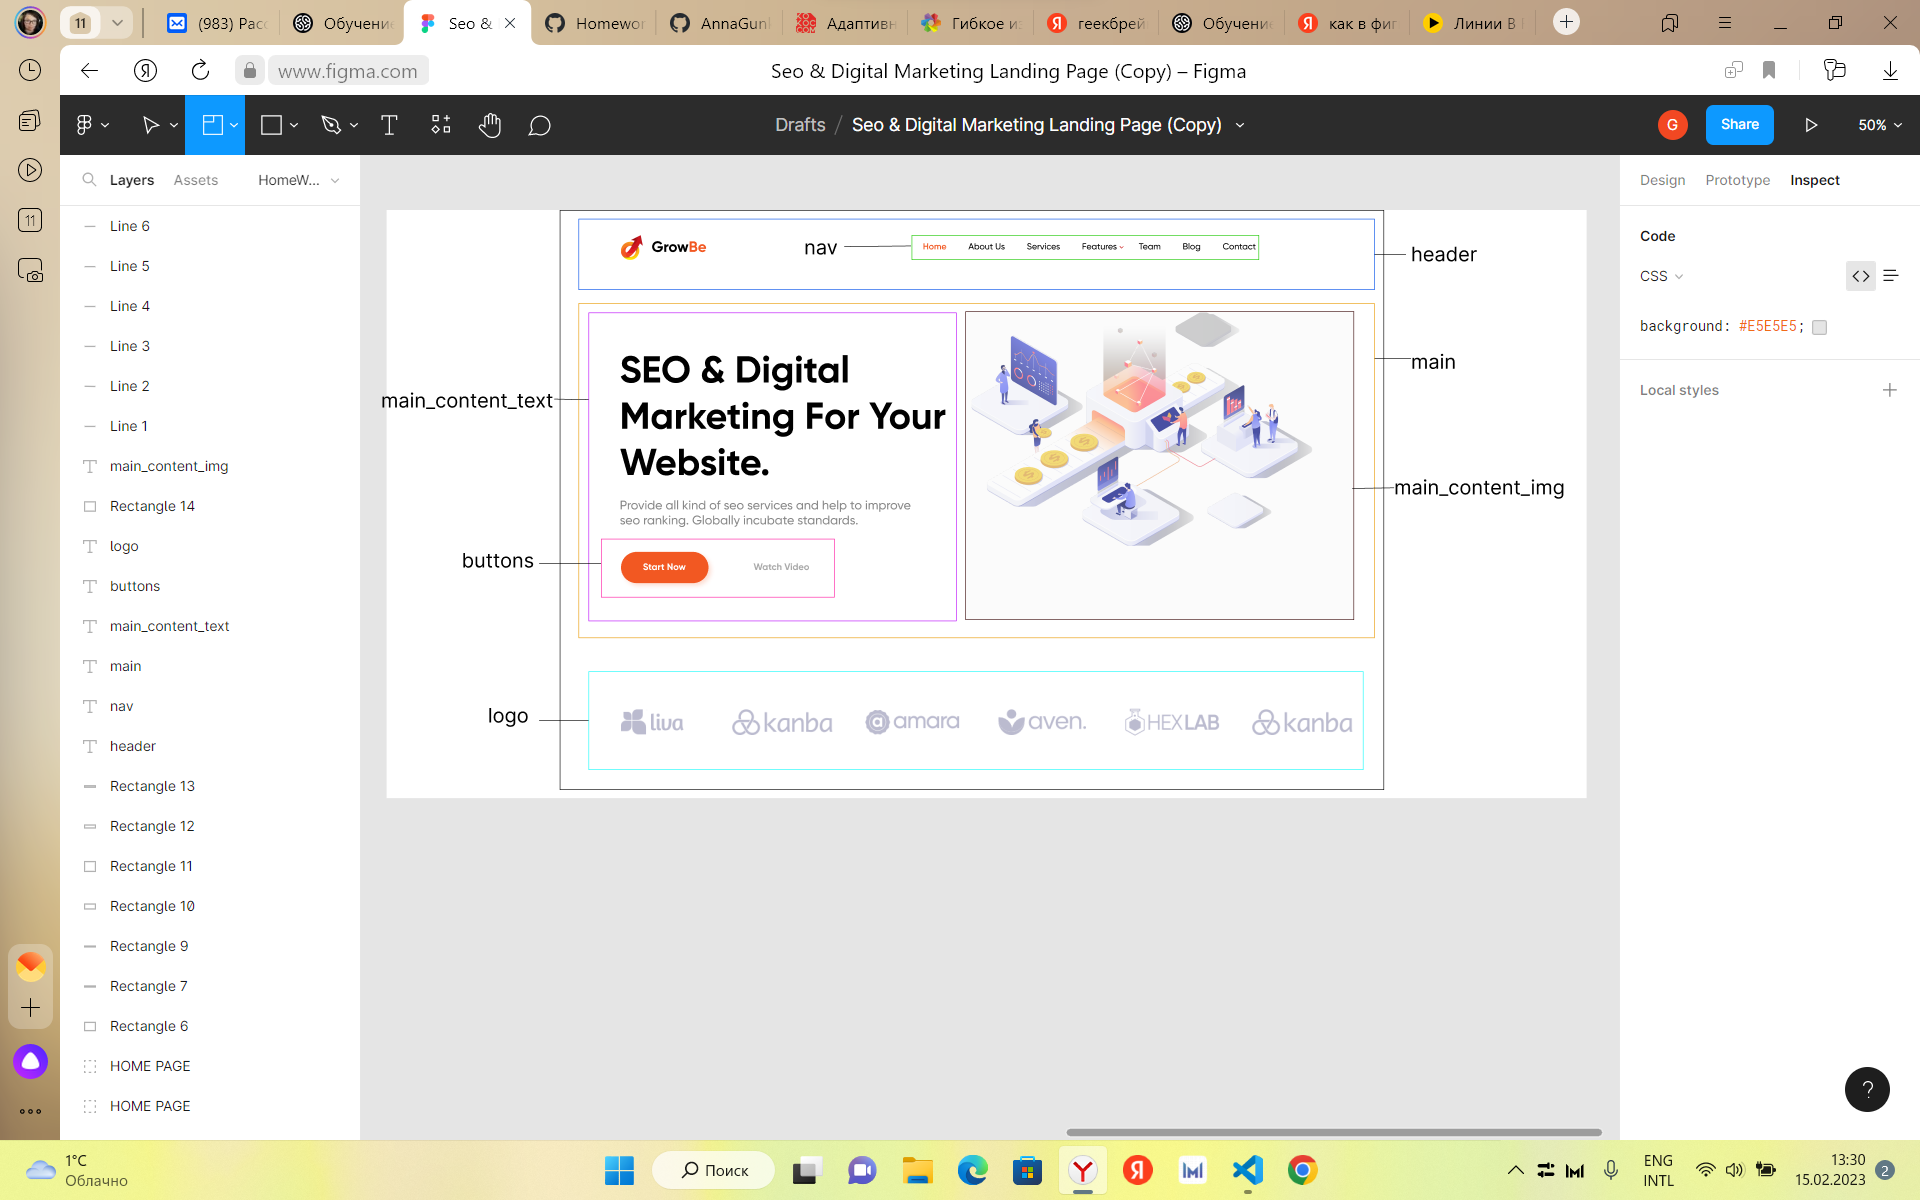 11
(983) Расс
Обучение
Seo &
Homewor
AnnaGunk
Адаптивн
Гибкое из
геекбрей
Обучение
как в фиг
Линии В
www.figma.com
Seo & Digital Marketing Landing Page (Copy) – Figma
Drafts / Seo & Digital Marketing Landing Page (Copy)
G
Share
50%
11
Layers
Assets
HomeW...
Line 6
Line 5
Line 4
Line 3
Line 2
Line 1
main_content_img
Rectangle 14
logo
buttons
main_content_text
main
nav
header
Rectangle 13
Rectangle 12
Rectangle 11
Rectangle 10
Rectangle 9
Rectangle 7
Rectangle 6
HOME PAGE
HOME PAGE
GrowBe
nav
Home
About Us
Services
Features
Team
Blog
Contact
header
main_content_text
SEO & Digital
Marketing For Your
Website.
Provide all kind of seo services and help to improve
seo ranking. Globally incubate standards.
buttons
Start Now
Watch Video
main
main_content_img
logo
liva
kanba
amara
aven.
HEXLAB
kanba
Design
Prototype
Inspect
Code
CSS
background: #E5E5E5;
Local styles
?
1°C
Облачно
Поиск
ENG
INTL
13:30
15.02.2023
2